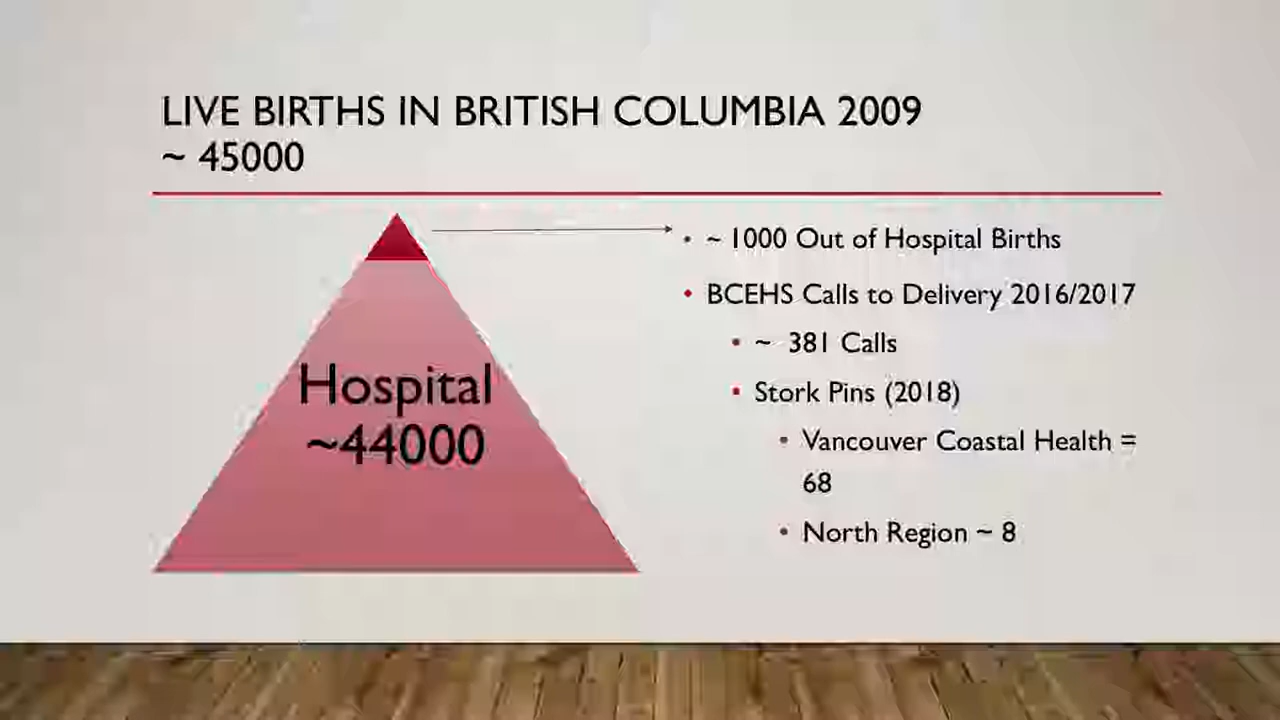 LIVE BIRTHS IN BRITISH COLUMBIA 2009
~ 45000
• ~ 1000 Out of Hospital Births
• BCEHS Calls to Delivery 2016/2017
• ~ 381 Calls
• Stork Pins (2018)
• Vancouver Coastal Health =
68
• North Region ~ 8
Hospital
~44000